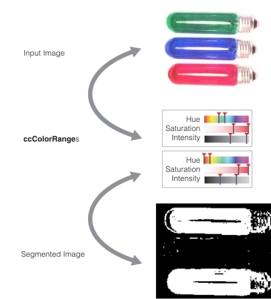 Input Image
Hue
Saturation
ccColorRanges
Intensity
Hue
Saturation
Intensity
Segmented Image